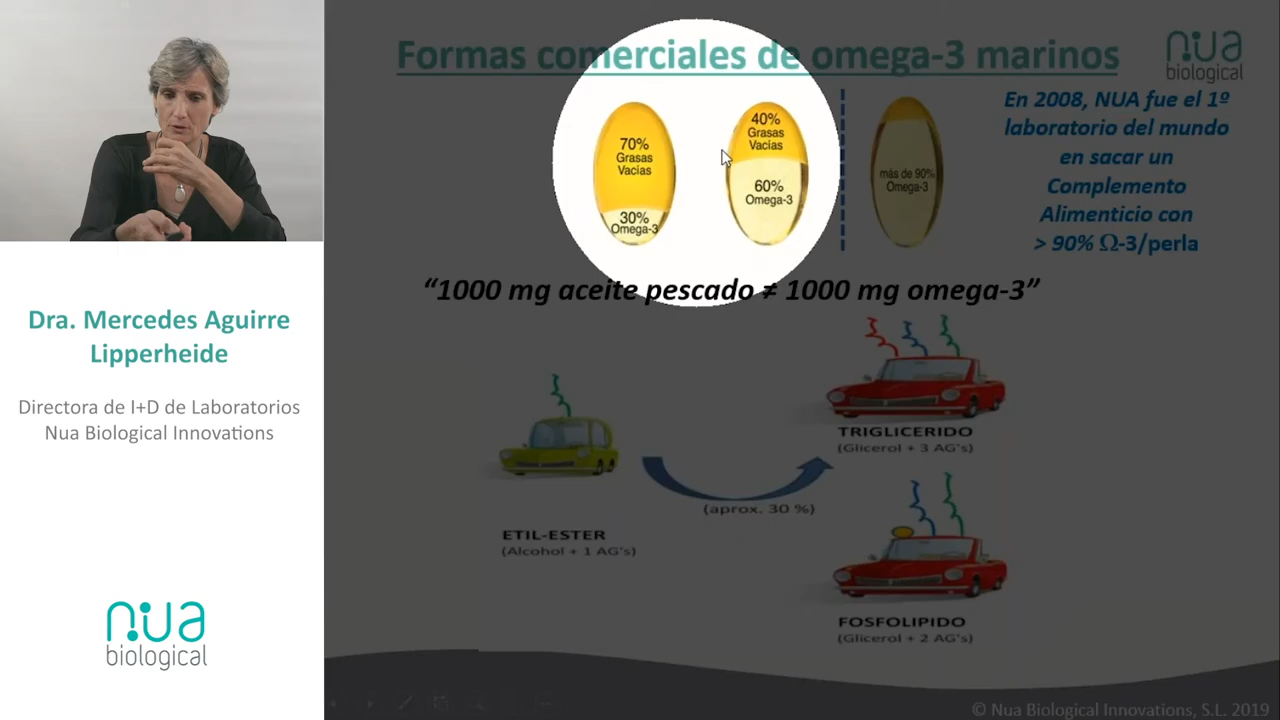 Dra. Mercedes Aguirre
Lipperheide
Directora de I+D de Laboratorios
Nua Biological Innovations
nua
biological
Formas comerciales de omega-3 marinos
nua
biological
70%
Grasas
Vacías
30%
Omega-3
40%
Grasas
Vacías
60%
Omega-3
más de 90%
Omega-3
En 2008, NUA fue el 1º
laboratorio del mundo
en sacar un
Complemento
Alimenticio con
> 90% Ω-3/perla
“1000 mg aceite pescado ≠ 1000 mg omega-3”
TRIGLICERIDO
(Glicerol + 3 AG's)
(aprox. 30 %)
ETIL-ESTER
(Alcohol + 1 AG's)
FOSFOLIPIDO
(Glicerol + 2 AG's)
© Nua Biological Innovations, S.L. 2019